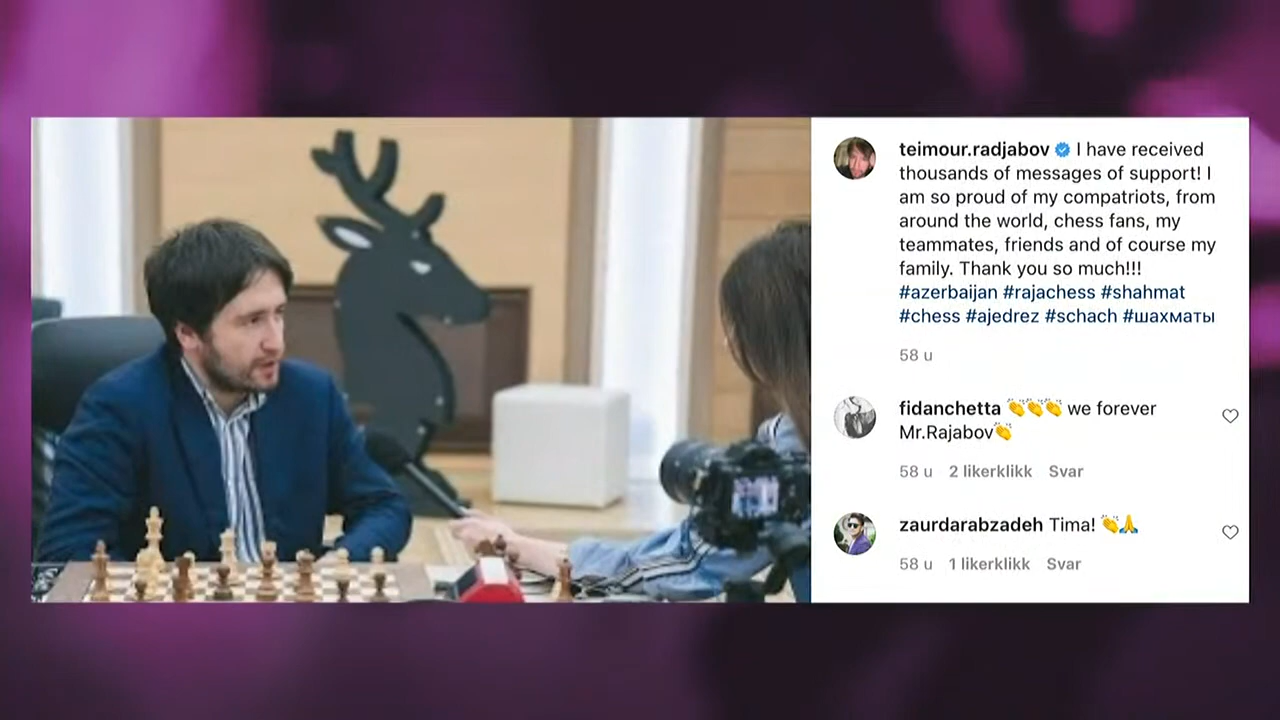 teimour.radjabov I have received
thousands of messages of support! I
am so proud of my compatriots, from
around the world, chess fans, my
teammates, friends and of course my
family. Thank you so much!!!
#azerbaijan #rajachess #shahmat
#chess #ajedrez #schach #шахматы
58 u
fidanchetta 👏👏👏 we forever
Mr.Rajabov👏
58 u 2 likerklikk Svar
zaurdarabzadeh Tima! 👏🙏
58 u 1 likerklikk Svar